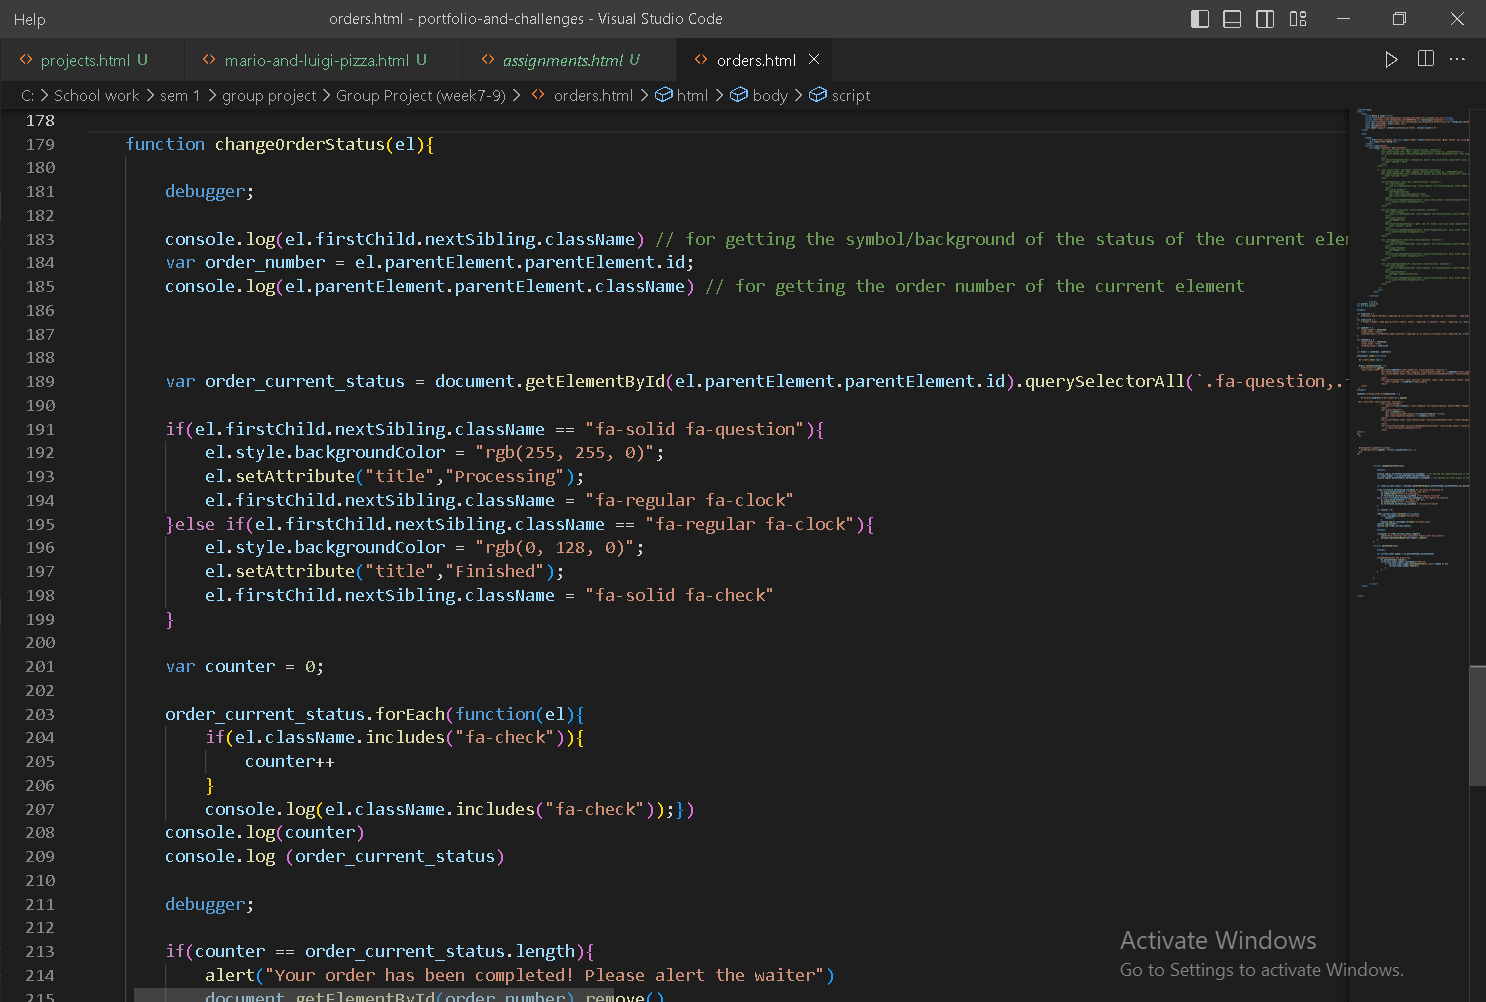 Help
orders.html - portfolio-and-challenges - Visual Studio Code
projects.html U
mario-and-luigi-pizza.html U
assignments.html U
orders.html
C: > School work > sem 1 > group project > Group Project (week7-9) > orders.html > html > body > script
178
179 function changeOrderStatus(el){
180
181 debugger;
182
183 console.log(el.firstChild.nextSibling.className) // for getting the symbol/background of the status of the current
184 var order_number = el.parentElement.parentElement.id;
185 console.log(el.parentElement.parentElement.className) // for getting the order number of the current element
186
187
188
189 var order_current_status = document.getElementById(el.parentElement.parentElement.id).querySelectorAll(`.fa-question,.
190
191 if(el.firstChild.nextSibling.className == "fa-solid fa-question"){
192 el.style.backgroundColor = "rgb(255, 255, 0)";
193 el.setAttribute("title","Processing");
194 el.firstChild.nextSibling.className = "fa-regular fa-clock"
195 }else if(el.firstChild.nextSibling.className == "fa-regular fa-clock"){
196 el.style.backgroundColor = "rgb(0, 128, 0)";
197 el.setAttribute("title","Finished");
198 el.firstChild.nextSibling.className = "fa-solid fa-check"
199 }
200
201 var counter = 0;
202
203 order_current_status.forEach(function(el){
204 if(el.className.includes("fa-check")){
205 counter++
206 }
207 console.log(el.className.includes("fa-check"));})
208 console.log(counter)
209 console.log (order_current_status)
210
211 debugger;
212
213 if(counter == order_current_status.length){
214 alert("Your order has been completed! Please alert the waiter")
215 document.getElementById(order_number).remove()
Activate Windows
Go to Settings to activate Windows.